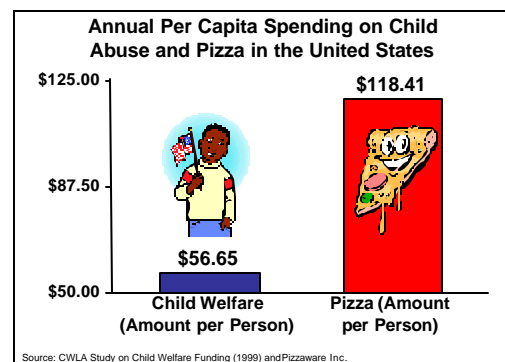 Annual Per Capita Spending on Child
Abuse and Pizza in the United States
$125.00
$118.41
$87.50
$56.65
$50.00
Child Welfare
(Amount per Person)
Pizza (Amount
per Person)
Source: CWLA Study on Child Welfare Funding (1999) andPizzaware Inc.